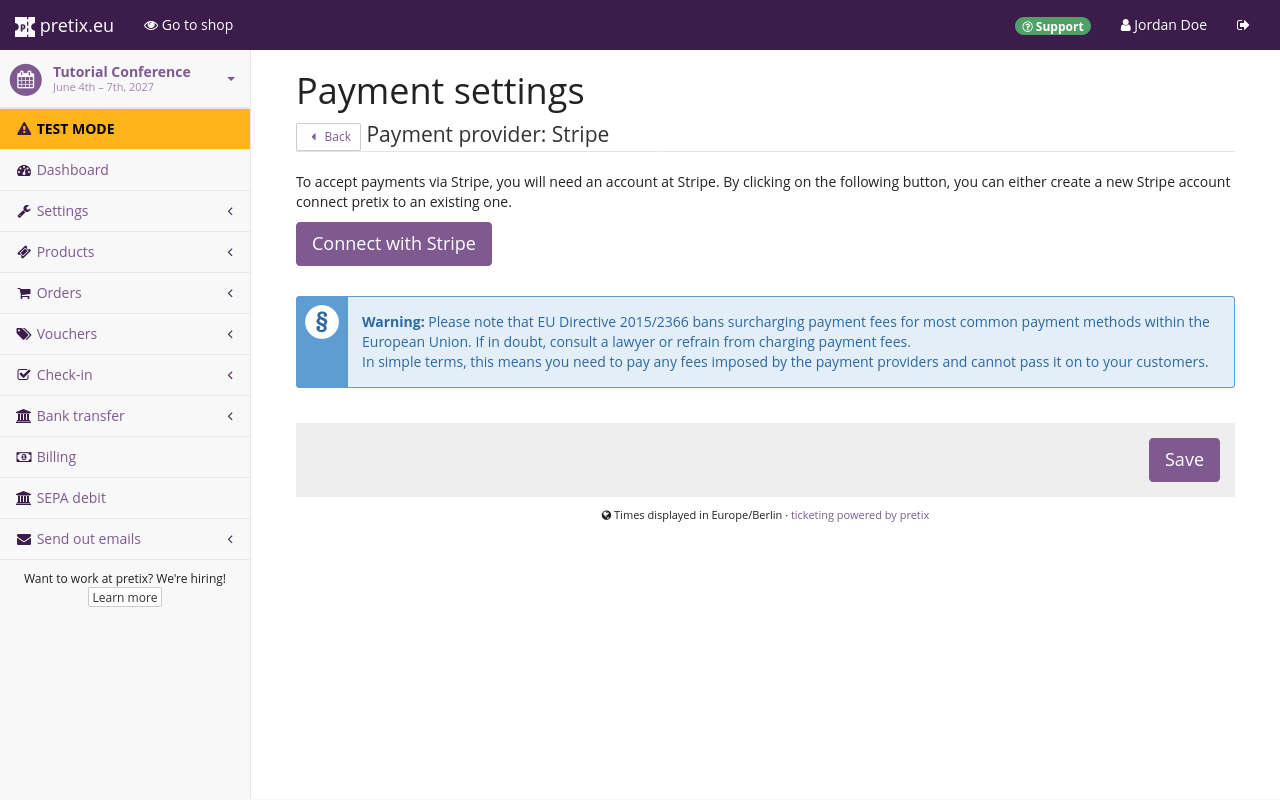 pretix.eu
Go to shop
Support
Jordan Doe
Tutorial Conference
June 4th – 7th, 2027
TEST MODE
Dashboard
Settings
Products
Orders
Vouchers
Check-in
Bank transfer
Billing
SEPA debit
Send out emails
Want to work at pretix? We're hiring!
Learn more
Payment settings
Back
Payment provider: Stripe
To accept payments via Stripe, you will need an account at Stripe. By clicking on the following button, you can either create a new Stripe account
connect pretix to an existing one.
Connect with Stripe
§
Warning: Please note that EU Directive 2015/2366 bans surcharging payment fees for most common payment methods within the
European Union. If in doubt, consult a lawyer or refrain from charging payment fees.
In simple terms, this means you need to pay any fees imposed by the payment providers and cannot pass it on to your customers.
Save
Times displayed in Europe/Berlin · ticketing powered by pretix